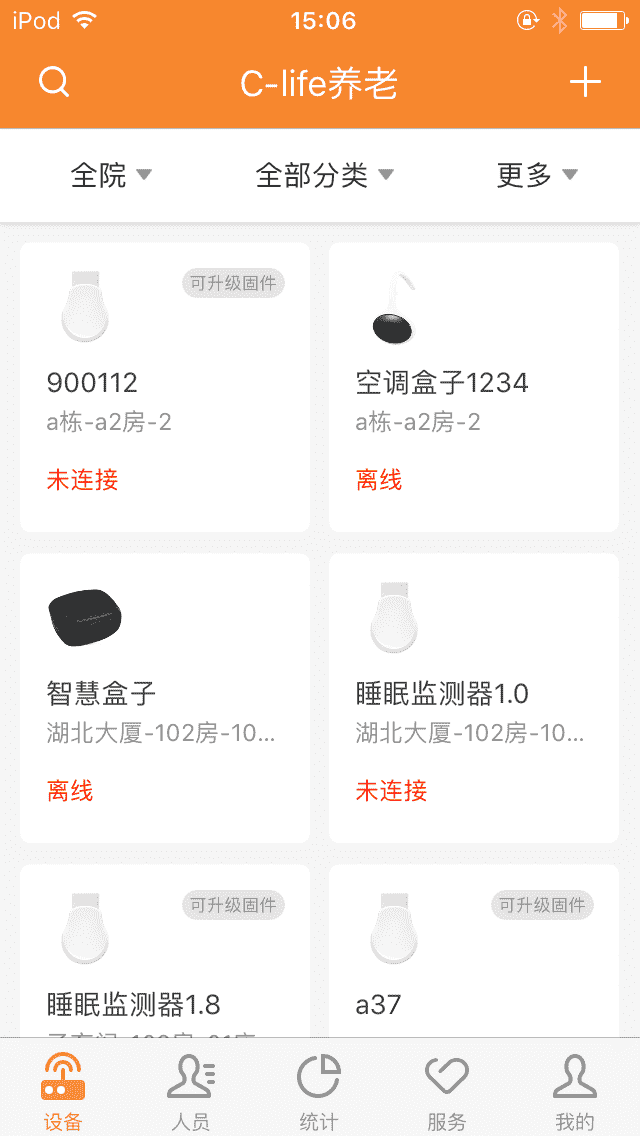 iPod 15:06
C-life养老
全院 全部分类 更多
可升级固件
900112
a栋-a2房-2
未连接
空调盒子1234
a栋-a2房-2
离线
智慧盒子
湖北大厦-102房-10...
离线
睡眠监测器1.0
湖北大厦-102房-10...
未连接
可升级固件
睡眠监测器1.8
可升级固件
a37
设备 人员 统计 服务 我的